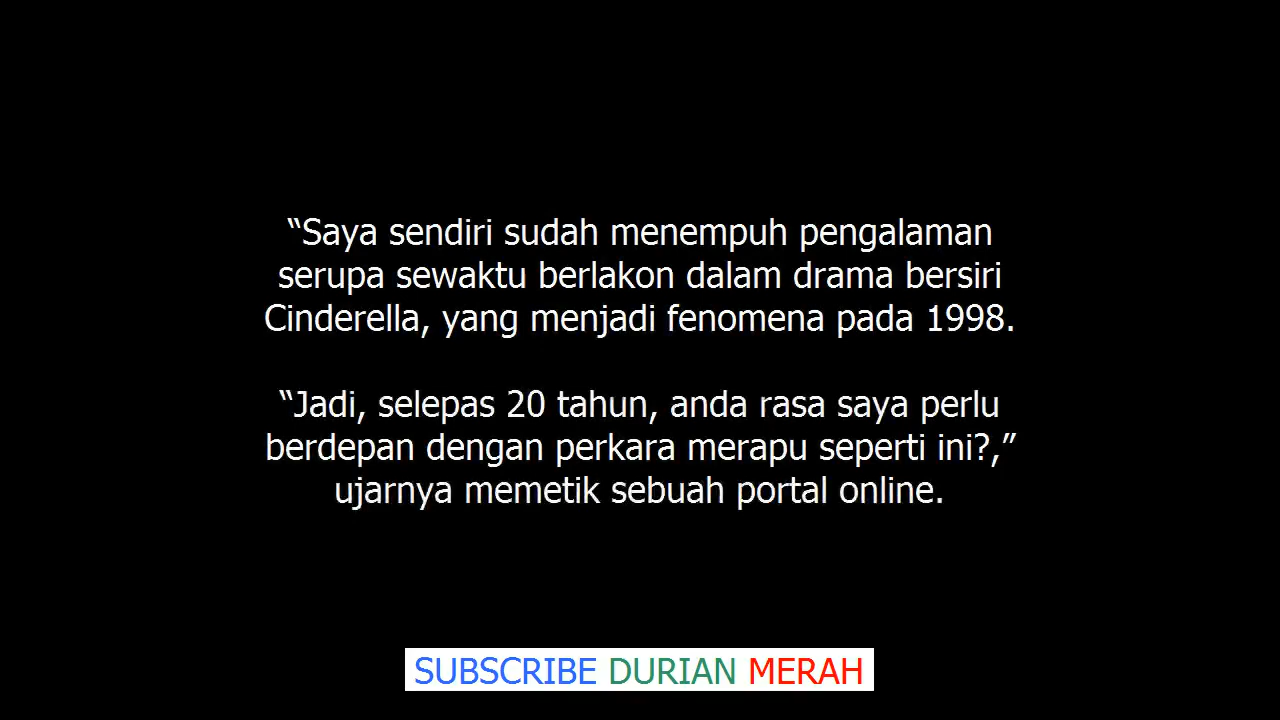 “Saya sendiri sudah menempuh pengalaman
serupa sewaktu berlakon dalam drama bersiri
Cinderella, yang menjadi fenomena pada 1998.
“Jadi, selepas 20 tahun, anda rasa saya perlu
berdepan dengan perkara merapu seperti ini?,”
ujarnya memetik sebuah portal online.
SUBSCRIBE DURIAN MERAH